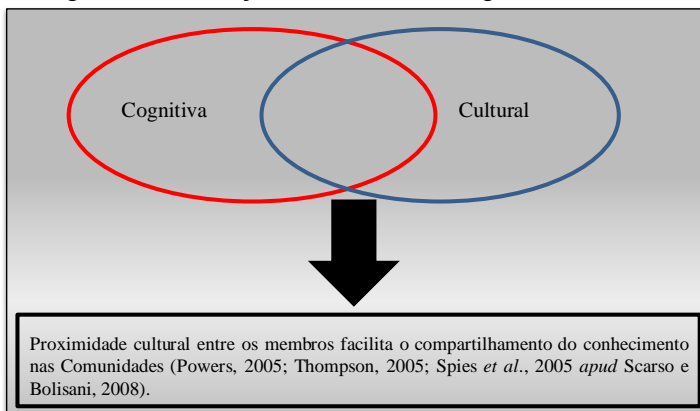 Cognitiva Cultural
Proximidade cultural entre os membros facilita o compartilhamento do conhecimento
nas Comunidades (Powers, 2005; Thompson, 2005; Spies et al., 2005 apud Scarso e
Bolisani, 2008).